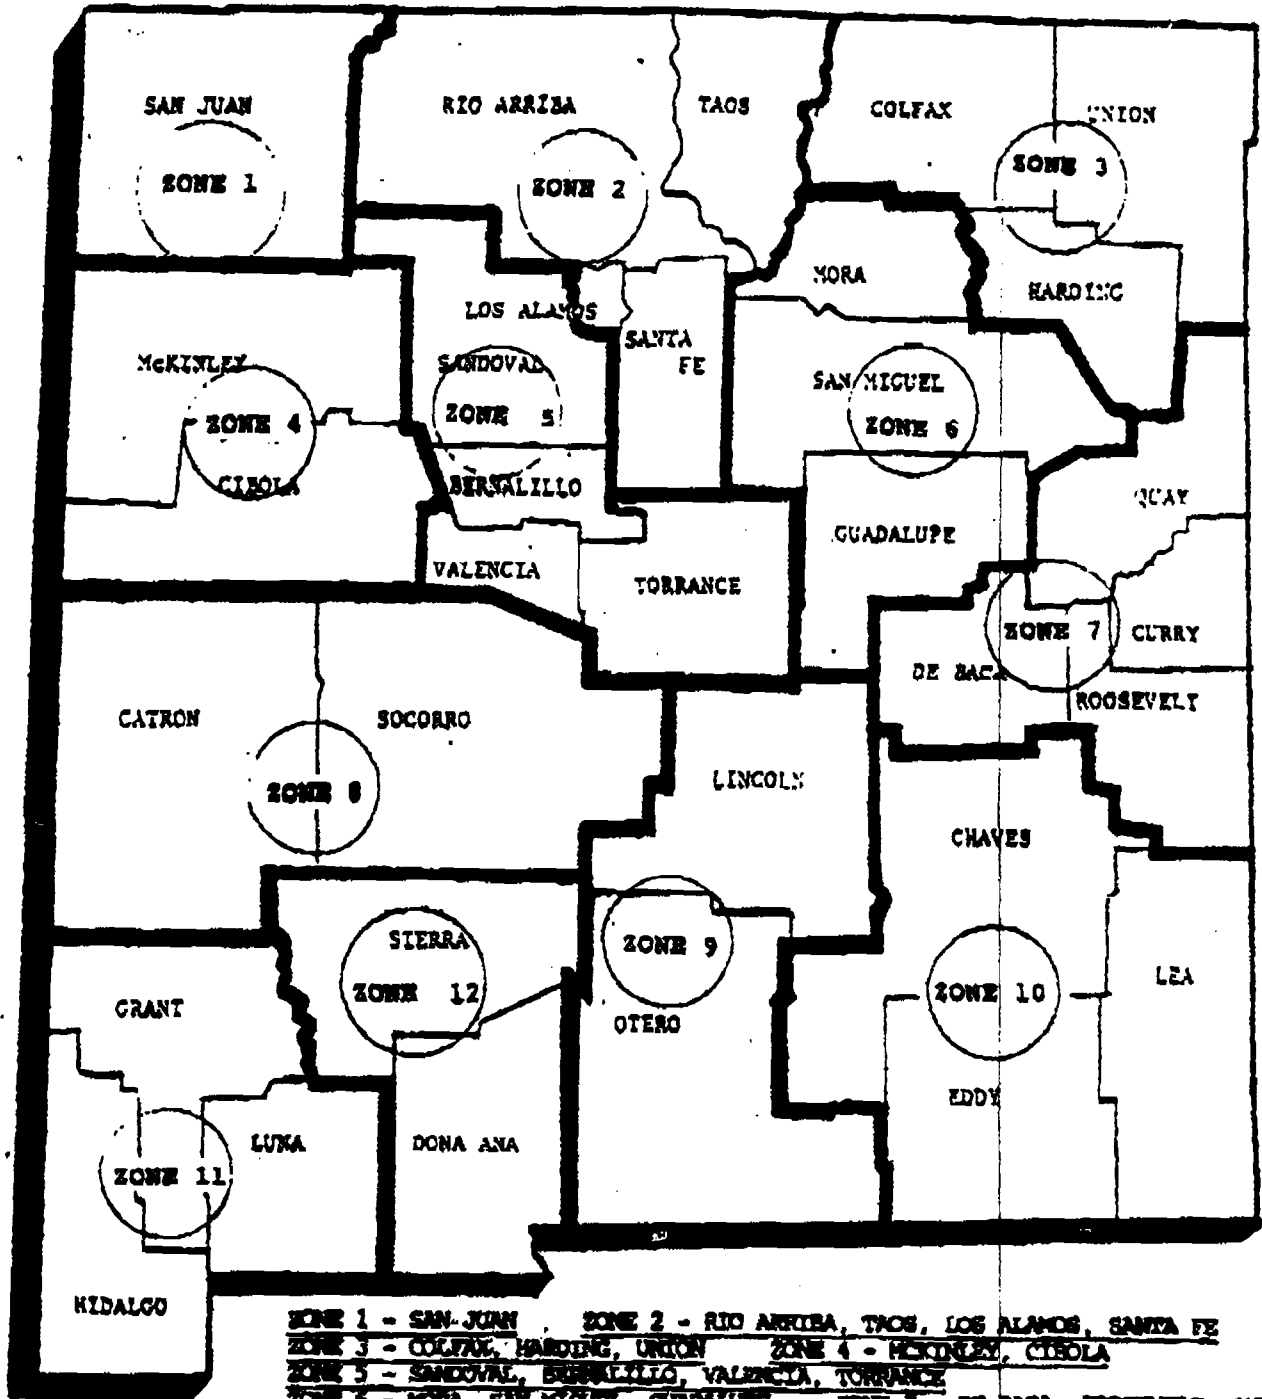 SAN JUAN
RIO ARRIBA
TAOS
COLFAX
UNION
ZONE 1
ZONE 2
ZONE 3
MORA
HARDING
LOS ALAMOS
SANTA FE
McKINLEY
SANDOVAL
SAN MIGUEL
ZONE 4
ZONE 5
ZONE 6
CIBOLA
BERNALILLO
QUAY
GUADALUPE
VALENCIA
TORRANCE
ZONE 7
CURRY
DE BACA
ROOSEVELT
CATRON
SOCORRO
LINCOLN
ZONE 8
CHAVES
SIERRA
ZONE 9
ZONE 12
ZONE 10
LEA
GRANT
OTERO
EDDY
LUNA
DONA ANA
ZONE 11
HIDALGO
ZONE 1 - SAN JUAN , ZONE 2 - RIO ARRIBA, TAOS, LOS ALAMOS, SANTA FE
ZONE 3 - COLFAX, HARDING, UNION ZONE 4 - MCKINLEY, CIBOLA
ZONE 5 - SANDOVAL, BERNALILLO, VALENCIA, TORRANCE